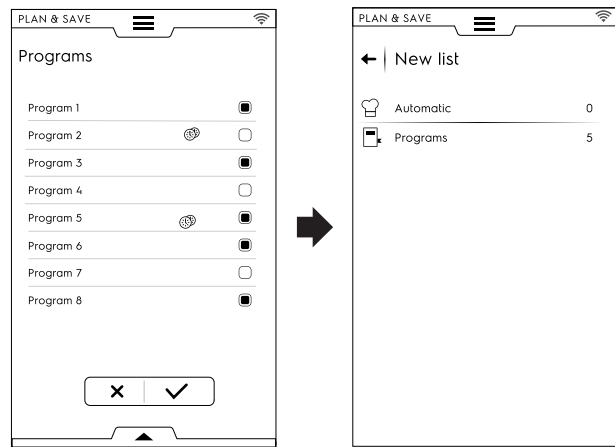 PLAN & SAVE
Programs
Program 1
Program 2
Program 3
Program 4
Program 5
Program 6
Program 7
Program 8
PLAN & SAVE
New list
Automatic 0
Programs 5